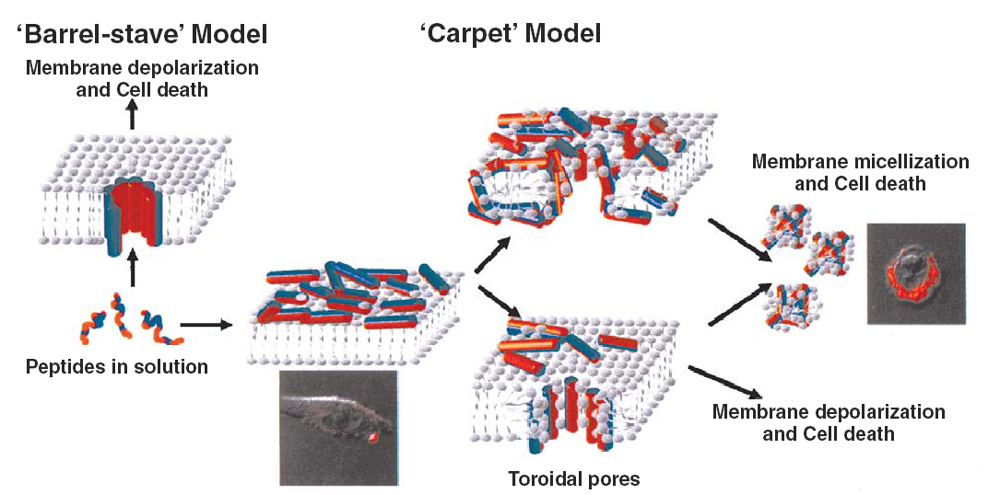 ‘Barrel-stave’ Model
Membrane depolarization
and Cell death
Peptides in solution
‘Carpet’ Model
Membrane micellization
and Cell death
Membrane depolarization
and Cell death
Toroidal pores